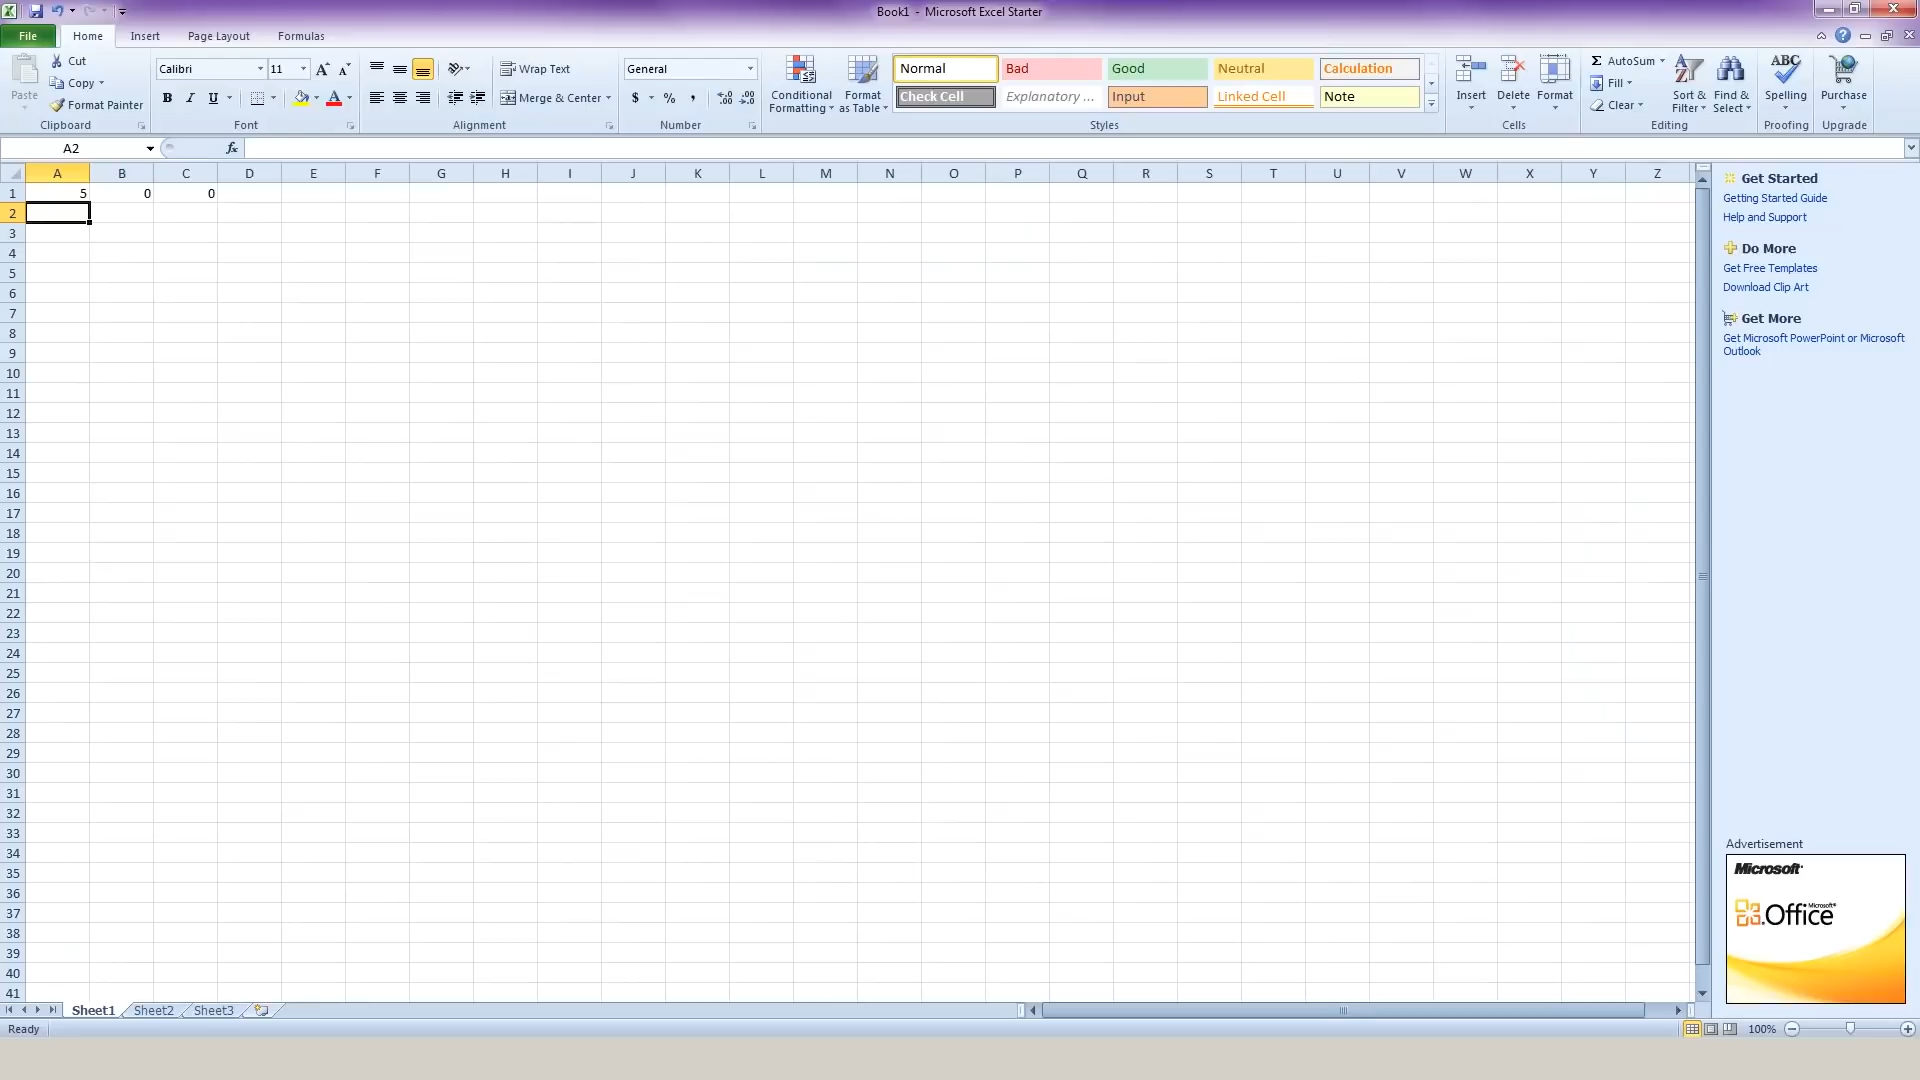 Book1 - Microsoft Excel Starter
File Home Insert Page Layout Formulas
Paste
Cut
Copy
Format Painter
Clipboard
Calibri 11
B I U
Font
Wrap Text
Merge & Center
Alignment
General
$ % ,
Number
Conditional
Formatting
Format
as Table
Normal Bad Good Neutral Calculation
Check Cell Explanatory ... Input Linked Cell Note
Styles
Insert Delete Format
Cells
Σ AutoSum
Fill
Clear
Sort &
Filter
Find &
Select
Editing
ABC
Spelling
Proofing
Purchase
Upgrade
A2 fx
A B C D E F G H I J K L M N O P Q R S T U V W X Y Z
1 5 0 0
2
3
4
5
6
7
8
9
10
11
12
13
14
15
16
17
18
19
20
21
22
23
24
25
26
27
28
29
30
31
32
33
34
35
36
37
38
39
40
41
Get Started
Getting Started Guide
Help and Support
Do More
Get Free Templates
Download Clip Art
Get More
Get Microsoft PowerPoint or Microsoft
Outlook
Advertisement
Microsoft
Microsoft
Office
Sheet1 Sheet2 Sheet3
Ready 100%